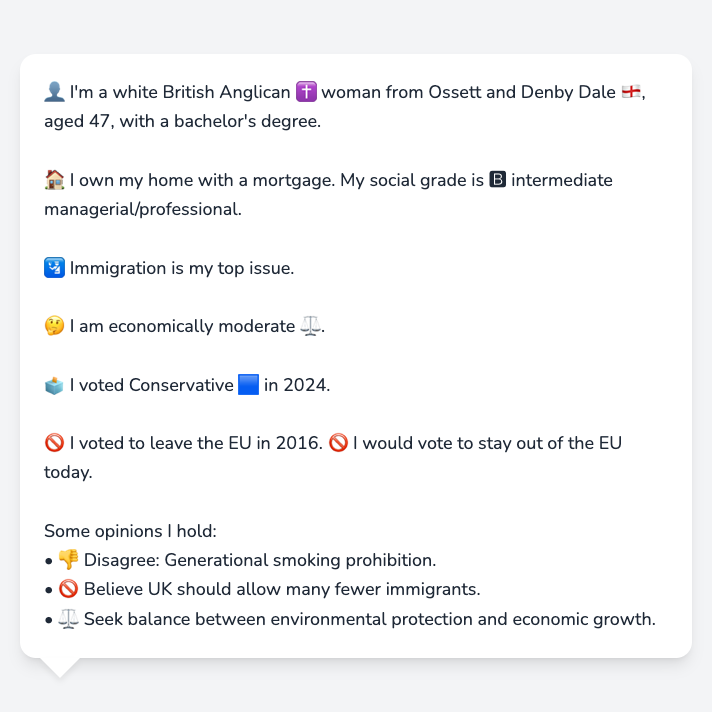 👤 I'm a white British Anglican ✝️ woman from Ossett and Denby Dale 🏴󠁧󠁢󠁥󠁮󠁧󠁿,
aged 47, with a bachelor's degree.
🏠 I own my home with a mortgage. My social grade is 🅱 intermediate
managerial/professional.
🛂 Immigration is my top issue.
🤔 I am economically moderate ⚖️.
🗳️ I voted Conservative 🟦 in 2024.
🚫 I voted to leave the EU in 2016. 🚫 I would vote to stay out of the EU
today.
Some opinions I hold:
• 👎 Disagree: Generational smoking prohibition.
• 🚫 Believe UK should allow many fewer immigrants.
• ⚖️ Seek balance between environmental protection and economic growth.